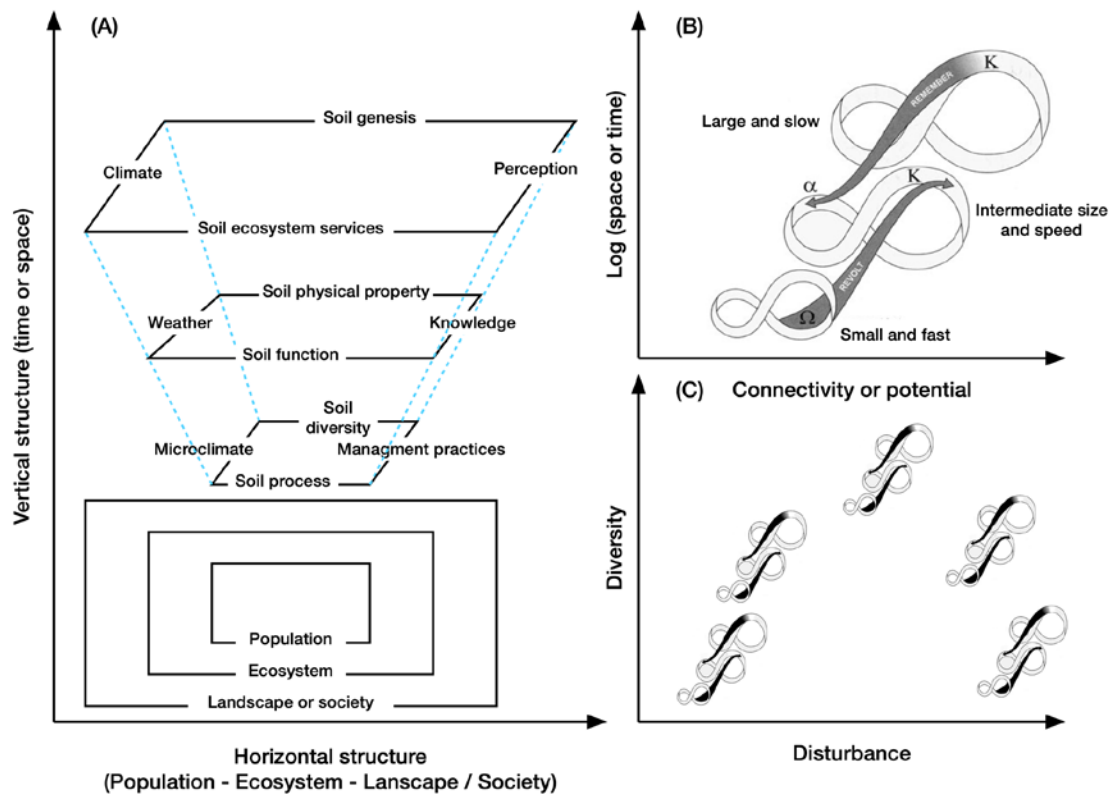 (A)
Soil genesis
Climate
Perception
Soil ecosystem services
Soil physical property
Weather
Knowledge
Soil function
Soil
diversity
Microclimate
Managment practices
Soil process
Population
Ecosystem
Landscape or society
Vertical structure (time or space)
Horizontal structure
(Population - Ecosystem - Lanscape / Society)
(B)
K
REMEMBER
Large and slow
α
K
Intermediate size
and speed
REVOLT
Ω
Small and fast
Log (space or time)
Connectivity or potential
(C)
Diversity
Disturbance